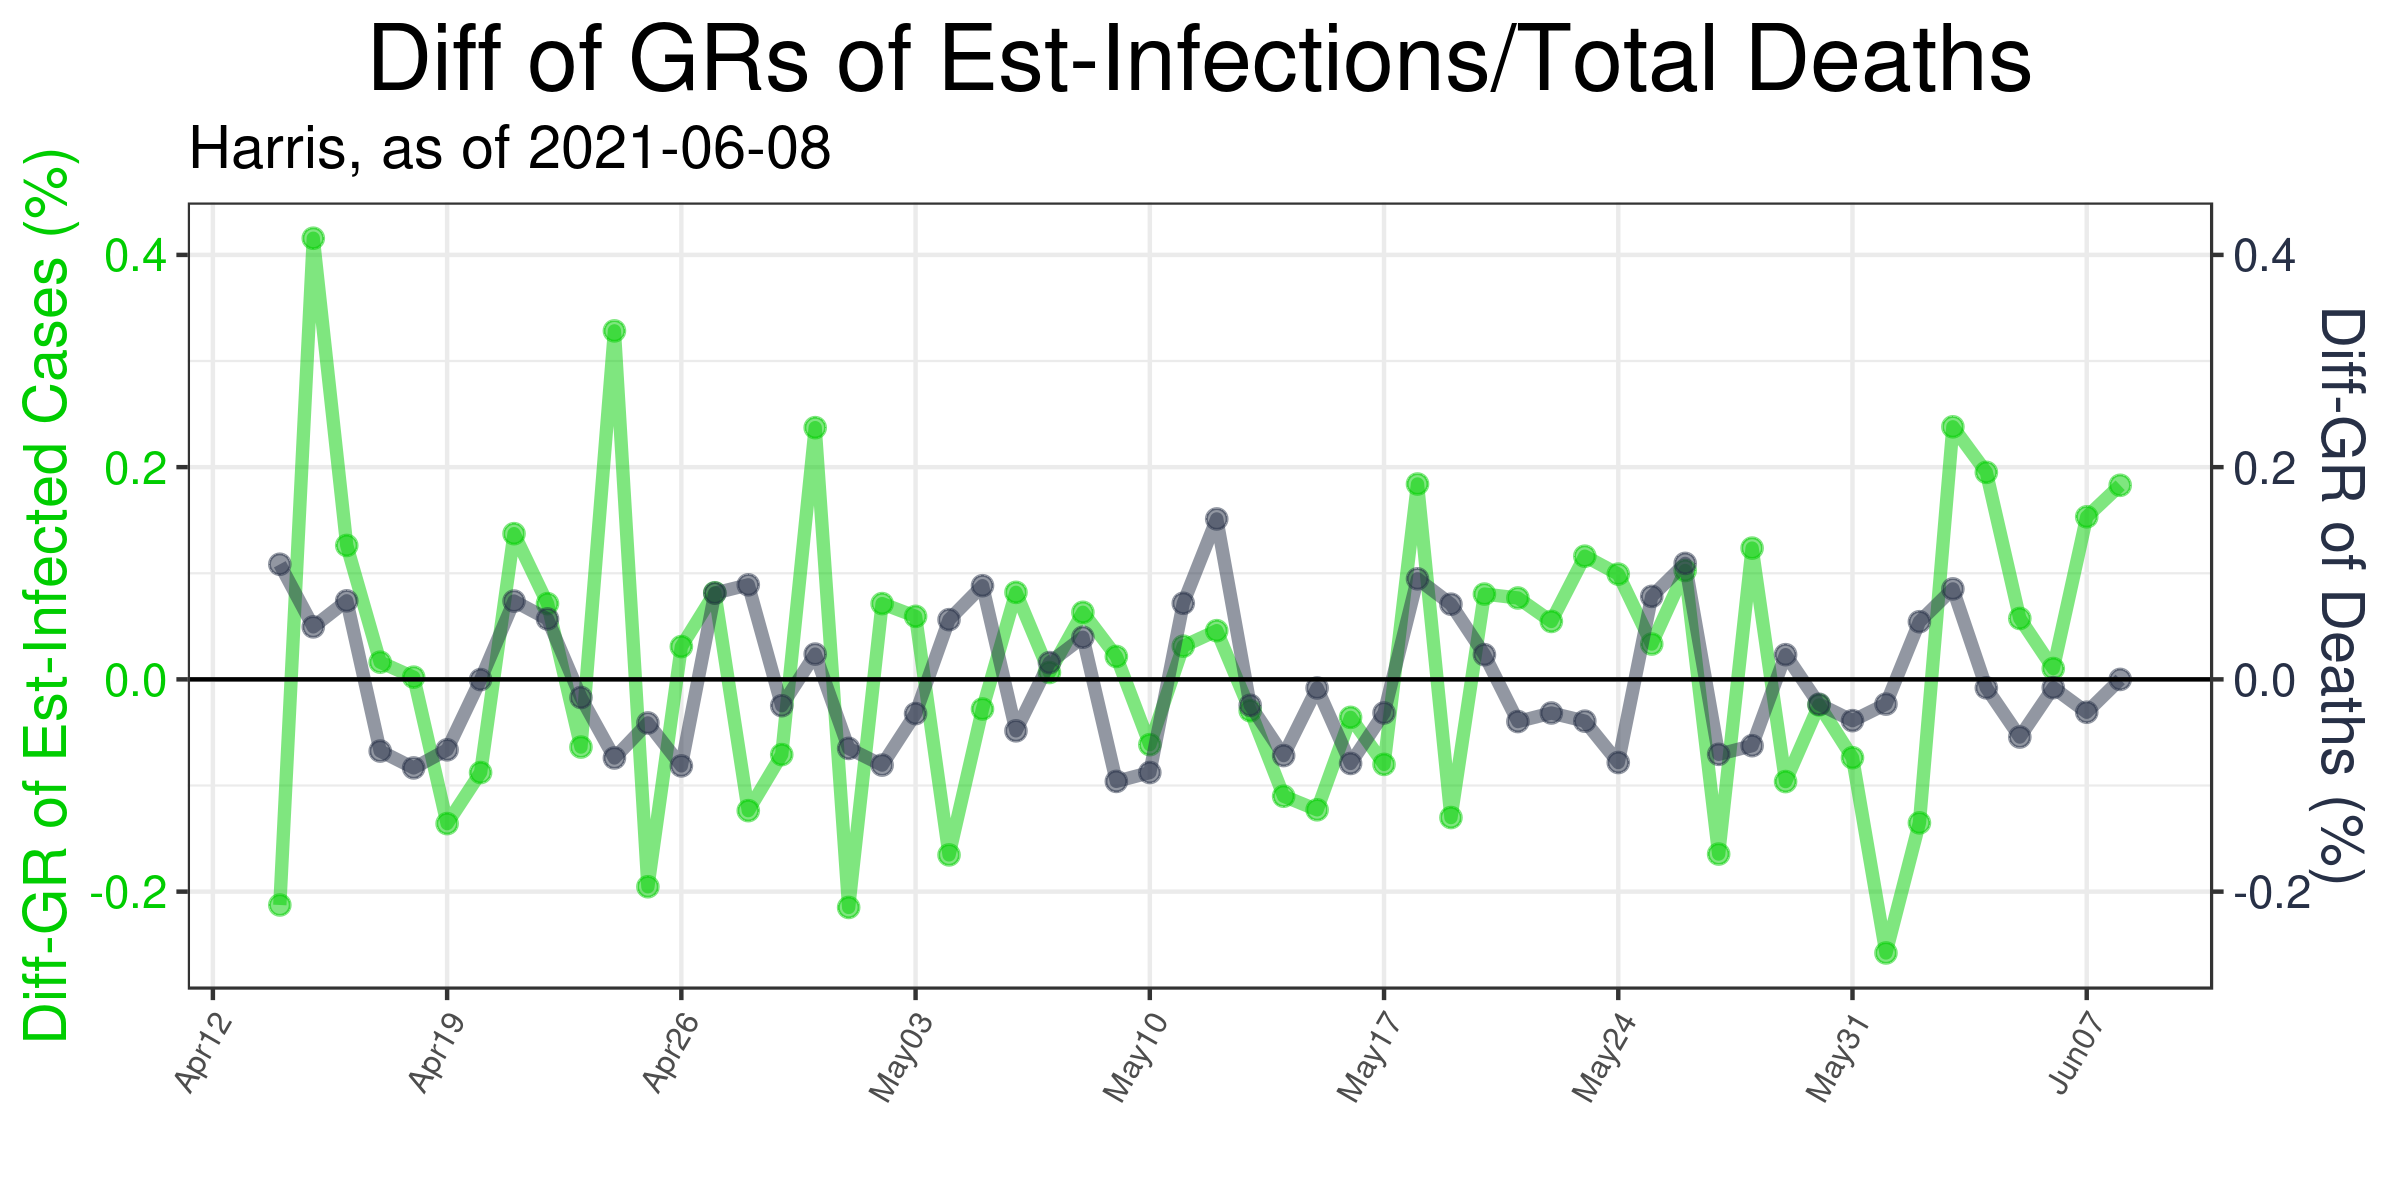 Diff of GRs of Est-Infections/Total Deaths
Harris, as of 2021-06-08
Diff-GR of Est-Infected Cases (%)
0.4
0.2
0.0
-0.2
0.4
0.2
0.0
-0.2
Diff-GR of Deaths (%)
Apr12
Apr19
Apr26
May03
May10
May17
May24
May31
Jun07